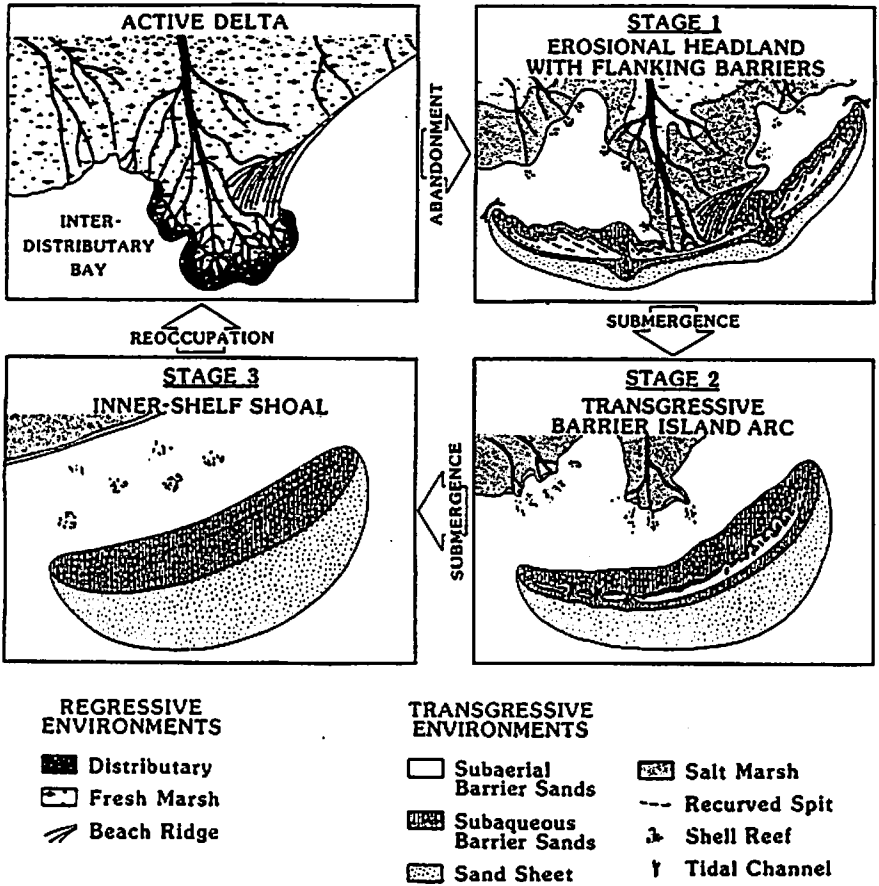 ACTIVE DELTA
INTER-
DISTRIBUTARY
BAY
ABANDONMENT
STAGE 1
EROSIONAL HEADLAND
WITH FLANKING BARRIERS
REOCCUPATION
SUBMERGENCE
STAGE 3
INNER-SHELF SHOAL
SUBMERGENCE
STAGE 2
TRANSGRESSIVE
BARRIER ISLAND ARC
REGRESSIVE
ENVIRONMENTS
Distributary
Fresh Marsh
Beach Ridge
TRANSGRESSIVE
ENVIRONMENTS
Subaerial
Barrier Sands
Subaqueous
Barrier Sands
Sand Sheet
Salt Marsh
Recurved Spit
Shell Reef
Tidal Channel